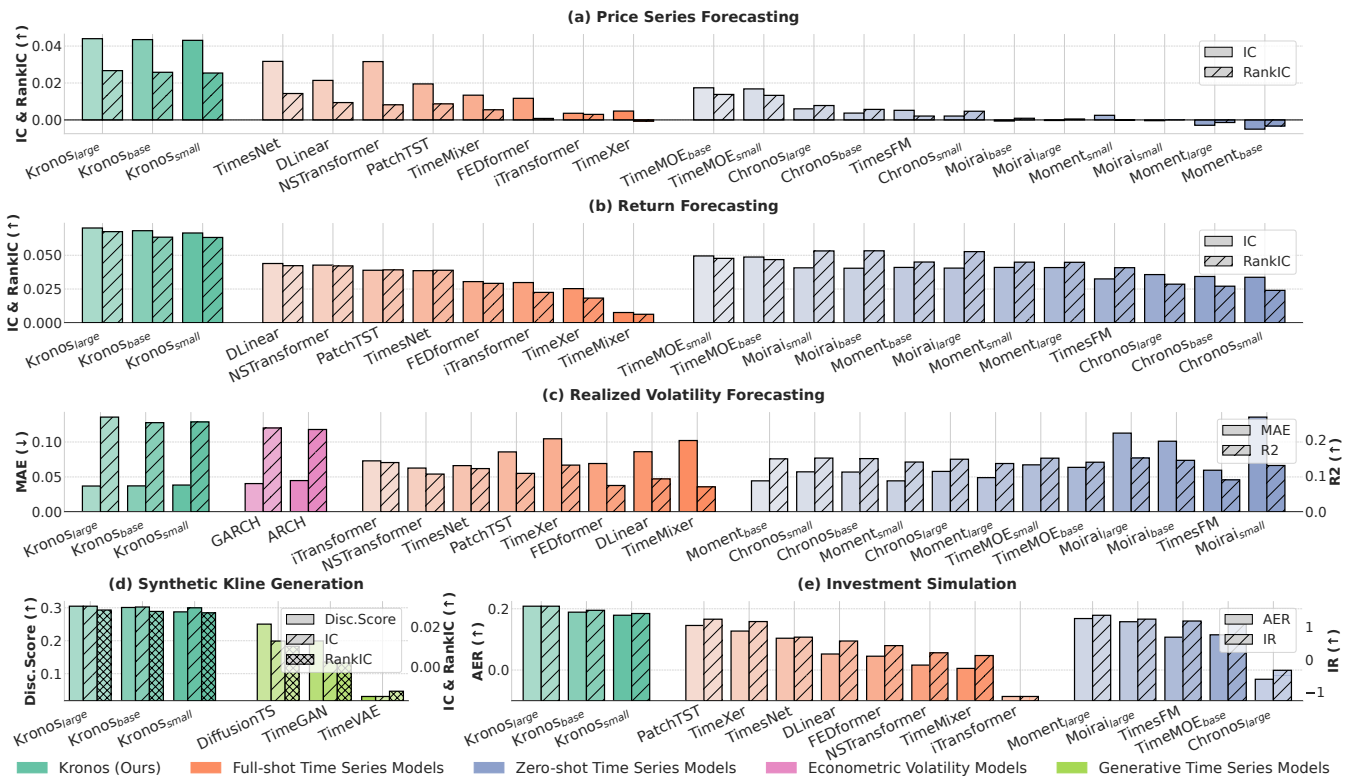 (a) Price Series Forecasting
IC & RankIC (↑)
0.04
0.02
0.00
IC
RankIC
Kronos_large
Kronos_base
Kronos_small
TimesNet
DLinear
NSTransformer
PatchTST
TimeMixer
FEDformer
iTransformer
TimeXer
TimeMOE_base
TimeMOE_small
Chronos_large
Chronos_base
TimesFM
Chronos_small
Moirai_base
Moirai_large
Moment_small
Moirai_small
Moment_large
Moment_base
(b) Return Forecasting
IC & RankIC (↑)
0.050
0.025
0.000
IC
RankIC
Kronos_large
Kronos_base
Kronos_small
DLinear
NSTransformer
PatchTST
TimesNet
FEDformer
iTransformer
TimeXer
TimeMixer
TimeMOE_small
TimeMOE_base
Moirai_small
Moirai_base
Moment_base
Moirai_large
Moment_small
Moment_large
TimesFM
Chronos_large
Chronos_base
Chronos_small
(c) Realized Volatility Forecasting
MAE (↓)
0.10
0.05
0.00
MAE
R2
0.2
0.1
0.0
R2 (↑)
Kronos_large
Kronos_base
Kronos_small
GARCH
ARCH
iTransformer
NSTransformer
TimesNet
PatchTST
TimeXer
FEDformer
DLinear
TimeMixer
Moment_base
Chronos_small
Chronos_base
Moment_small
Chronos_large
Moment_large
TimeMOE_small
TimeMOE_base
Moirai_large
Moirai_base
TimesFM
Moirai_small
(d) Synthetic Kline Generation
Disc.Score (↑)
0.3
0.2
0.1
Disc.Score
IC
RankIC
0.02
0.00
IC & RankIC (↑)
Kronos_large
Kronos_base
Kronos_small
DiffusionTS
TimeGAN
TimeVAE
(e) Investment Simulation
AER (↑)
0.2
0.0
AER
IR
1
0
−1
IR (↑)
Kronos_large
Kronos_base
Kronos_small
PatchTST
TimeXer
TimesNet
DLinear
FEDformer
NSTransformer
TimeMixer
iTransformer
Moment_large
Moirai_large
TimesFM
TimeMOE_base
Chronos_large
Kronos (Ours)
Full-shot Time Series Models
Zero-shot Time Series Models
Econometric Volatility Models
Generative Time Series Models